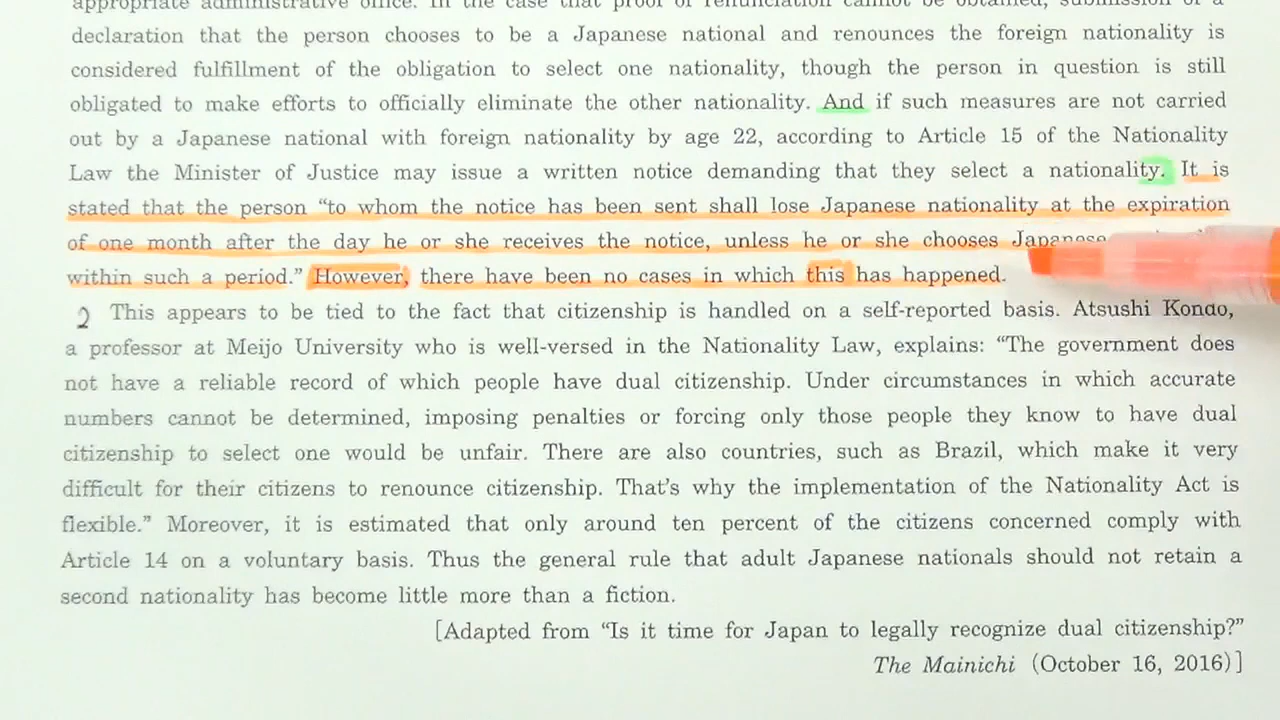 appropriate administrative office. In the case that proof of renunciation cannot be obtained, submission of a
declaration that the person chooses to be a Japanese national and renounces the foreign nationality is
considered fulfillment of the obligation to select one nationality, though the person in question is still
obligated to make efforts to officially eliminate the other nationality. And if such measures are not carried
out by a Japanese national with foreign nationality by age 22, according to Article 15 of the Nationality
Law the Minister of Justice may issue a written notice demanding that they select a nationality. It is
stated that the person “to whom the notice has been sent shall lose Japanese nationality at the expiration
of one month after the day he or she receives the notice, unless he or she chooses Japanese
within such a period.” However, there have been no cases in which this has happened.
2 This appears to be tied to the fact that citizenship is handled on a self-reported basis. Atsushi Kondo,
a professor at Meijo University who is well-versed in the Nationality Law, explains: “The government does
not have a reliable record of which people have dual citizenship. Under circumstances in which accurate
numbers cannot be determined, imposing penalties or forcing only those people they know to have dual
citizenship to select one would be unfair. There are also countries, such as Brazil, which make it very
difficult for their citizens to renounce citizenship. That’s why the implementation of the Nationality Act is
flexible.” Moreover, it is estimated that only around ten percent of the citizens concerned comply with
Article 14 on a voluntary basis. Thus the general rule that adult Japanese nationals should not retain a
second nationality has become little more than a fiction.
[Adapted from “Is it time for Japan to legally recognize dual citizenship?”
The Mainichi (October 16, 2016)]